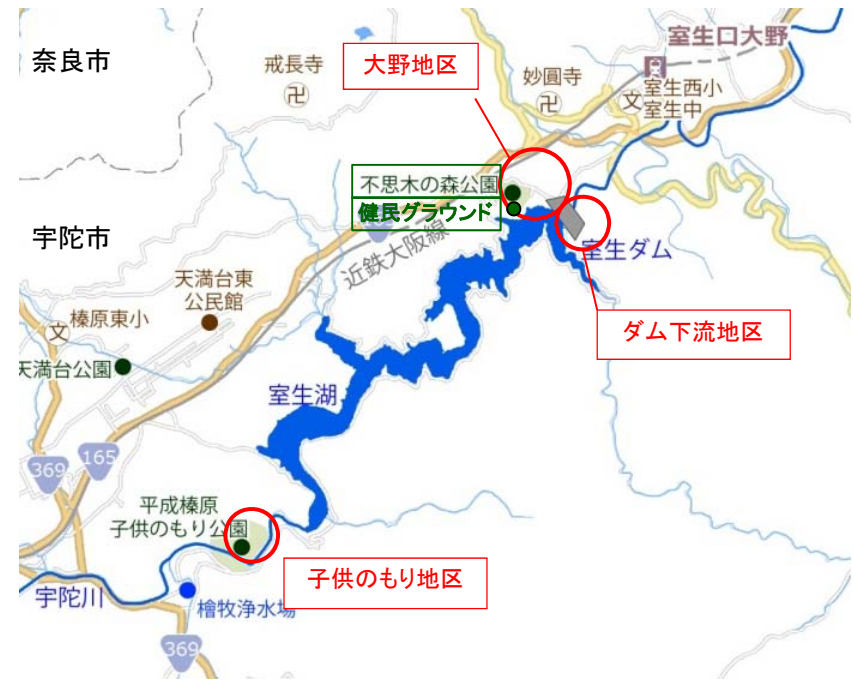 奈良市
戒長寺
卍
大野地区
妙圓寺
卍
室生口大野
文室生西小
室生中
不思木の森公園
健民グラウンド
近鉄大阪線
宇陀市
室生ダム
天満台東
公民館
文榛原東小
ダム下流地区
天満台公園
室生湖
369
165
平成榛原
子供のもり公園
子供のもり地区
宇陀川
檜牧浄水場
369